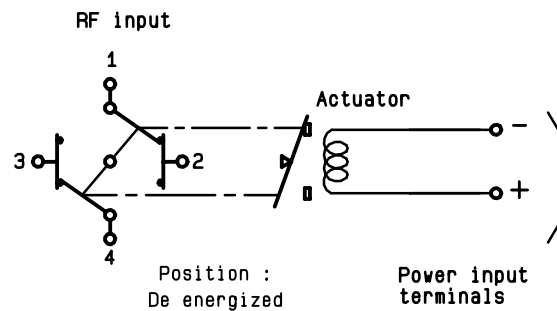 RF input
1
Actuator
-
3
2
+
4
Position :
De energized
Power input
terminals